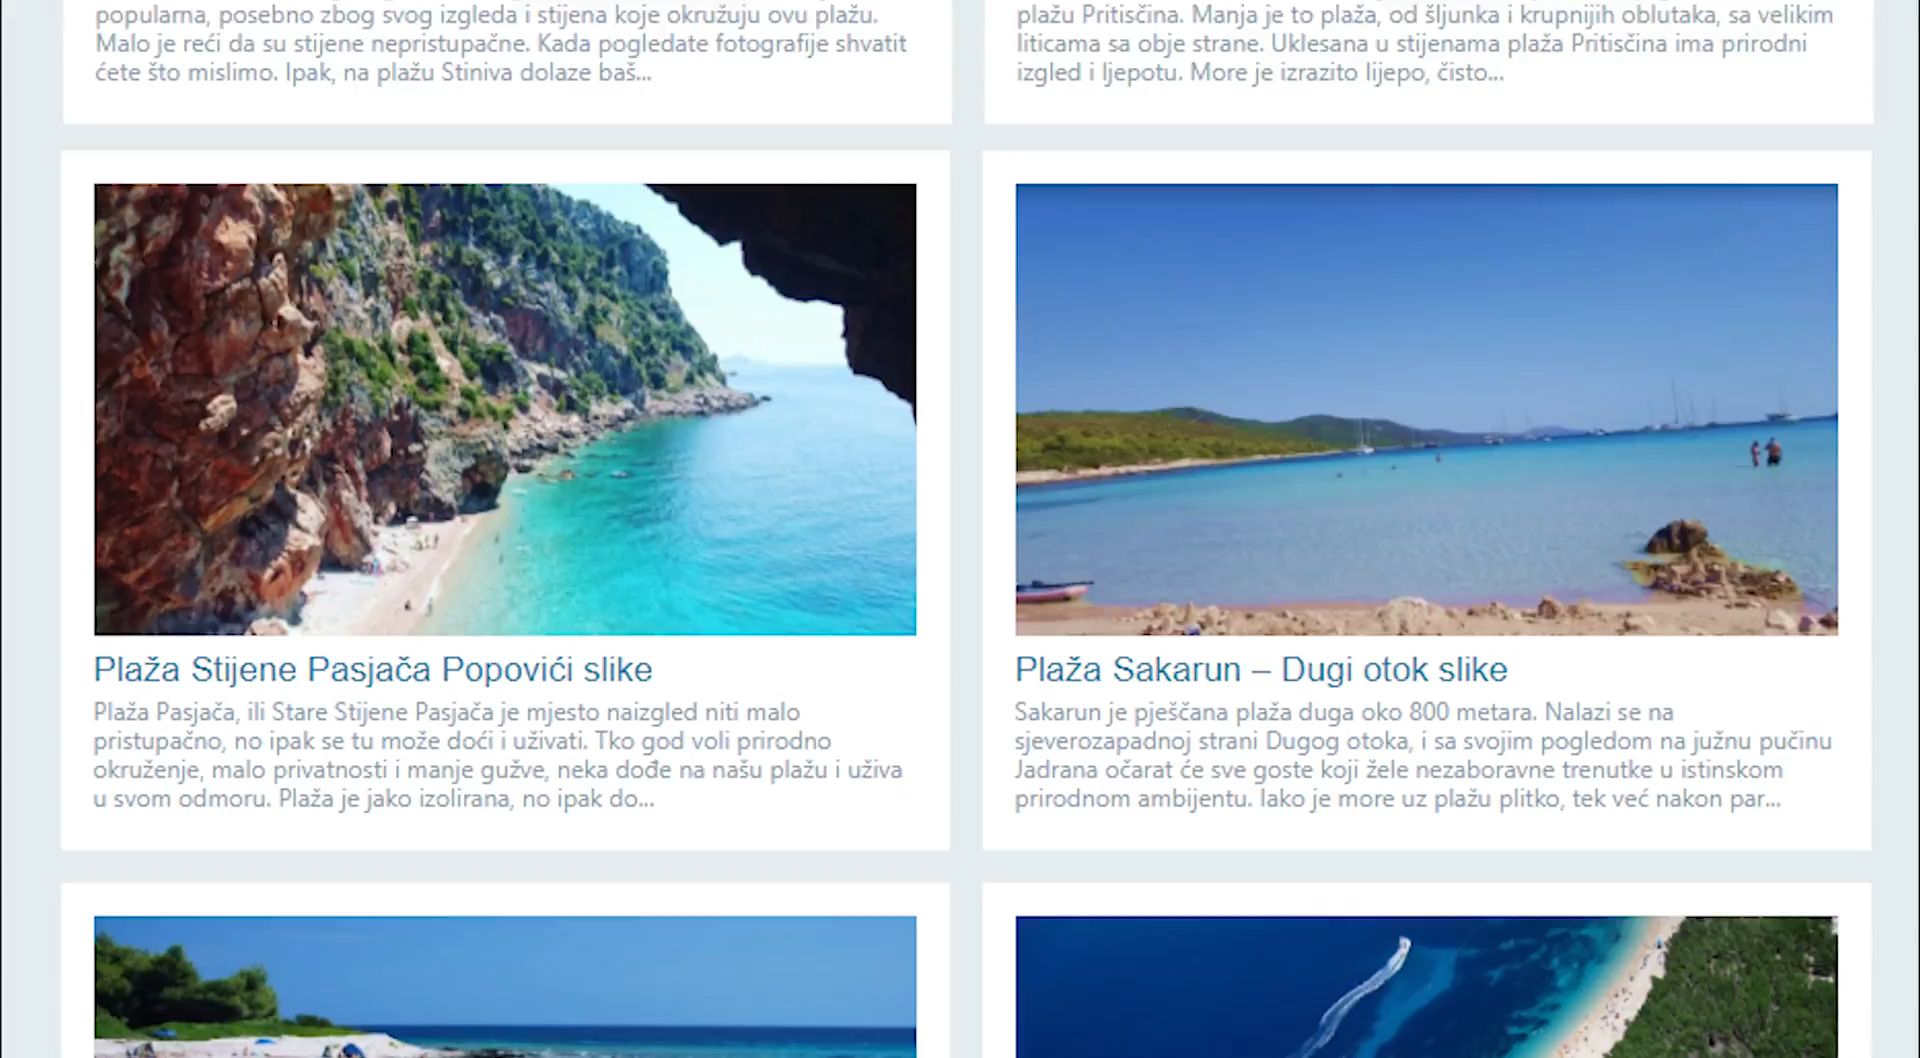 popularna, posebno zbog svog izgleda i stijena koje okružuju ovu plažu.
Malo je reći da su stijene nepristupačne. Kada pogledate fotografije shvatit
ćete što mislimo. Ipak, na plažu Stiniva dolaze baš...
plažu Pritisčina. Manja je to plaža, od šljunka i krupnijih oblutaka, sa velikim
liticama sa obje strane. Uklesana u stijenama plaža Pritisčina ima prirodni
izgled i ljepotu. More je izrazito lijepo, čisto...
Plaža Stijene Pasjača Popovići slike
Plaža Pasjača, ili Stare Stijene Pasjača je mjesto naizgled niti malo
pristupačno, no ipak se tu može doći i uživati. Tko god voli prirodno
okruženje, malo privatnosti i manje gužve, neka dođe na našu plažu i uživa
u svom odmoru. Plaža je jako izolirana, no ipak do...
Plaža Sakarun – Dugi otok slike
Sakarun je pješčana plaža duga oko 800 metara. Nalazi se na
sjeverozapadnoj strani Dugog otoka, i sa svojim pogledom na južnu pučinu
Jadrana očarat će sve goste koji žele nezaboravne trenutke u istinskom
prirodnom ambijentu. Iako je more uz plažu plitko, tek već nakon par...